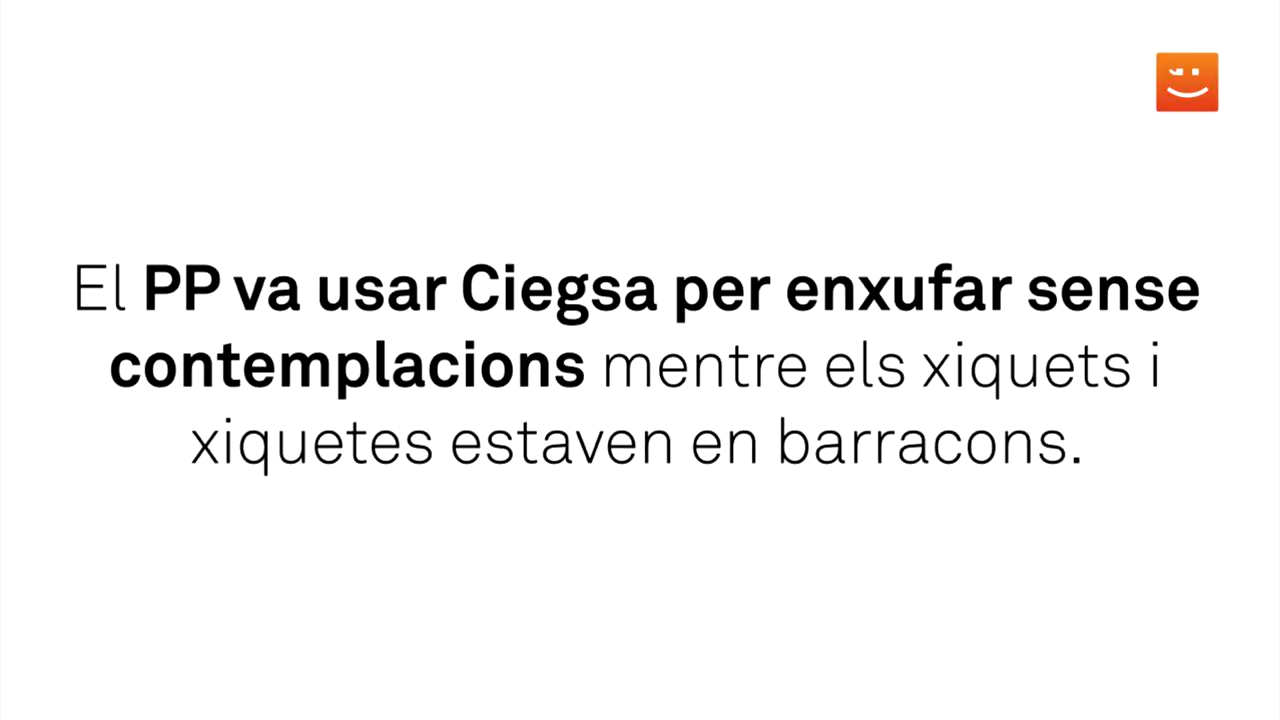 El PP va usar Ciegsa per enxufar sense
contemplacions mentre els xiquets i
xiquetes estaven en barracons.